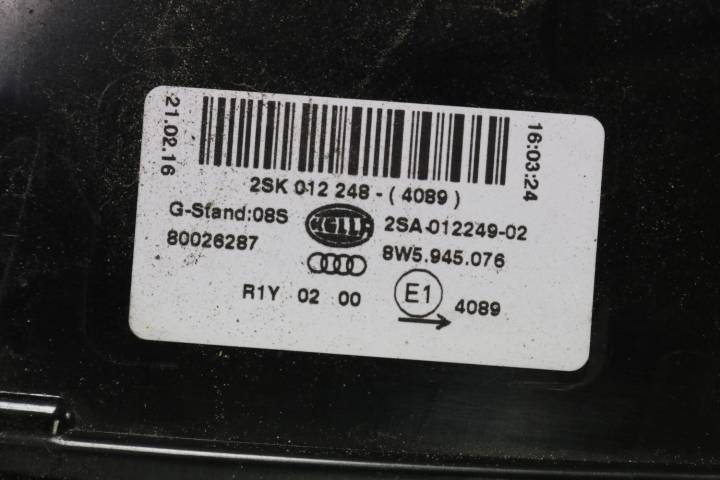 21.02.16
16:03:24
2SK 012 248 - ( 4089 )
G-Stand:08S HELLA 2SA-012249-02
80026287 8W5.945.076
R1Y 02 00 E1 4089